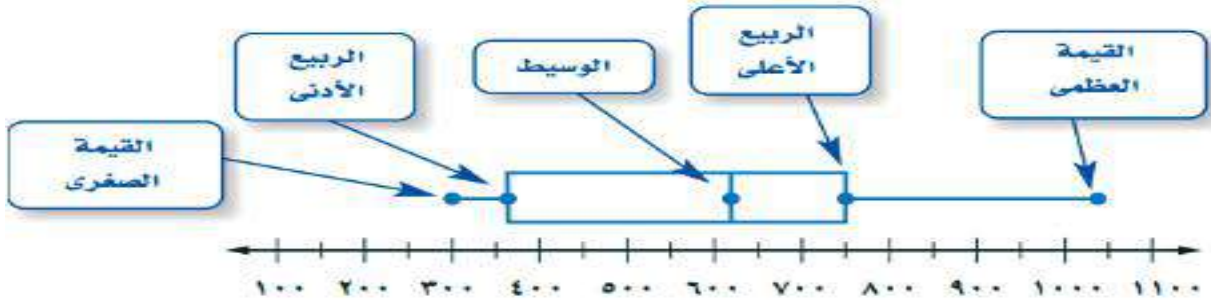 الربيع
الأدنى
الوسيط
الربيع
الأعلى
القيمة
العظمى
القيمة
الصغرى
١٠٠ ٢٠٠ ٣٠٠ ٤٠٠ ٥٠٠ ٦٠٠ ٧٠٠ ٨٠٠ ٩٠٠ ١٠٠٠ ١١٠٠